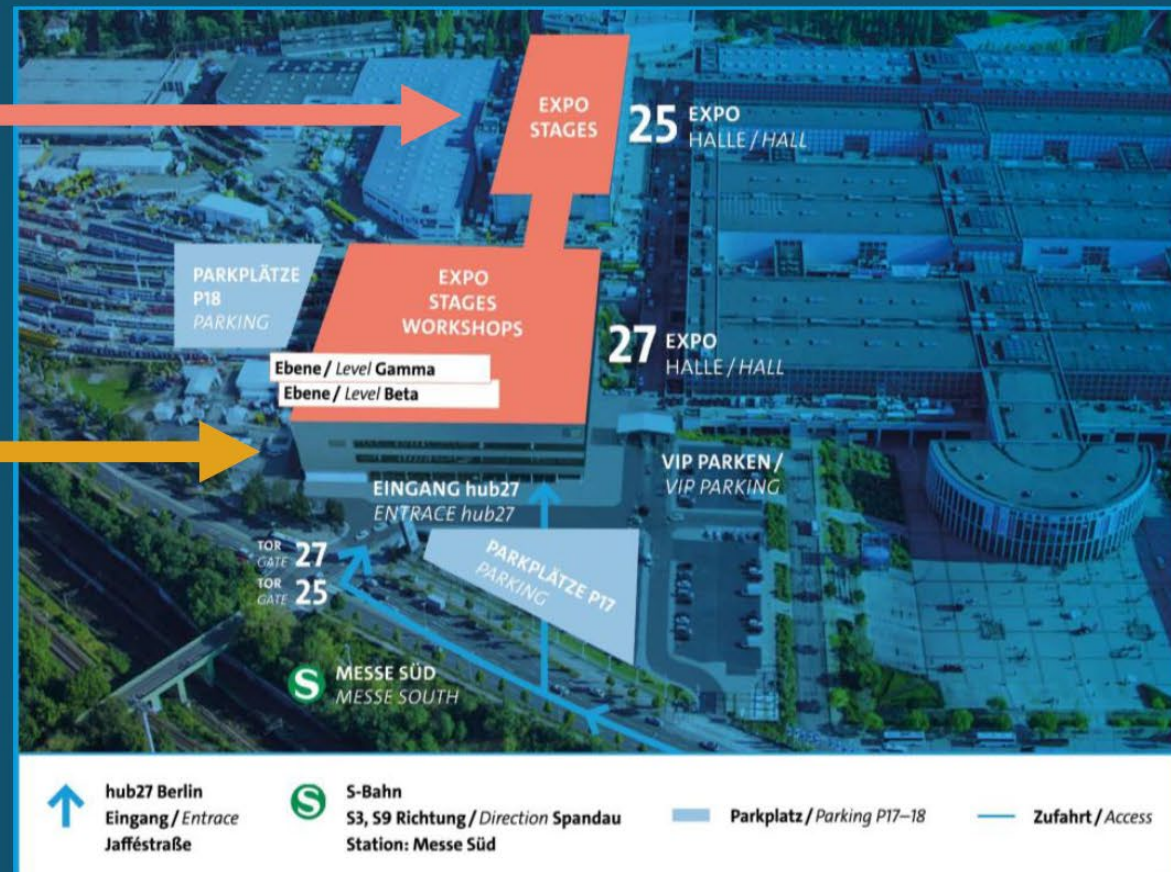 EXPO
STAGES
25 EXPO
HALLE / HALL
PARKPLÄTZE
P18
PARKING
EXPO
STAGES
WORKSHOPS
27 EXPO
HALLE / HALL
Ebene / Level Gamma
Ebene / Level Beta
VIP PARKEN /
VIP PARKING
EINGANG hub27
ENTRACE hub27
TOR
GATE 27
TOR
GATE 25
PARKPLÄTZE P17
PARKING
S MESSE SÜD
MESSE SOUTH
hub27 Berlin
Eingang / Entrace
Jafféstraße
S S-Bahn
S3, S9 Richtung / Direction Spandau
Station: Messe Süd
Parkplatz / Parking P17–18
Zufahrt / Access